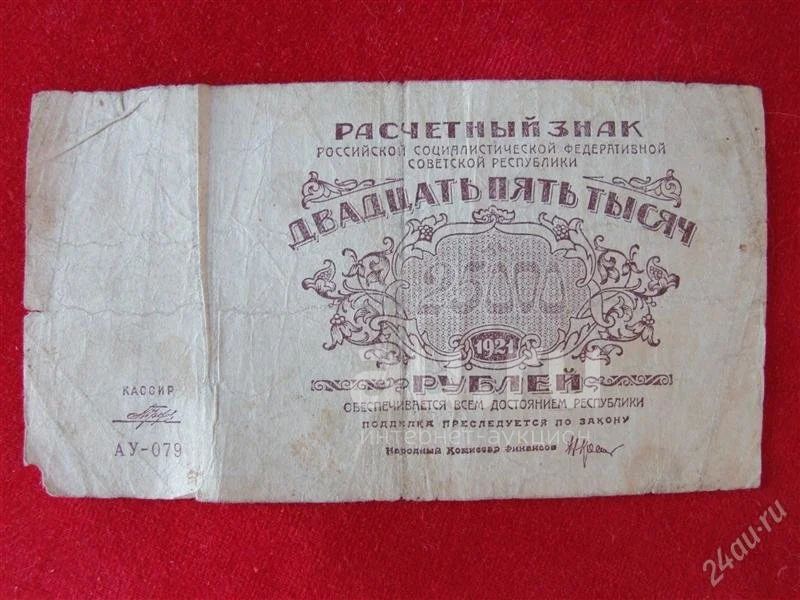 РАСЧЕТНЫЙ ЗНАК
РОССИЙСКОЙ СОЦИАЛИСТИЧЕСКОЙ ФЕДЕРАТИВНОЙ
СОВЕТСКОЙ РЕСПУБЛИКИ
ДВАДЦАТЬ ПЯТЬ ТЫСЯЧ
25000
1921
РУБЛЕЙ
ОБЕСПЕЧИВАЕТСЯ ВСЕМ ДОСТОЯНИЕМ РЕСПУБЛИКИ
ПОДДЕЛКА ПРЕСЛЕДУЕТСЯ ПО ЗАКОНУ
Народный Комиссар Финансов
КАССИР
АУ-079
интернет-аукцион
24au.ru